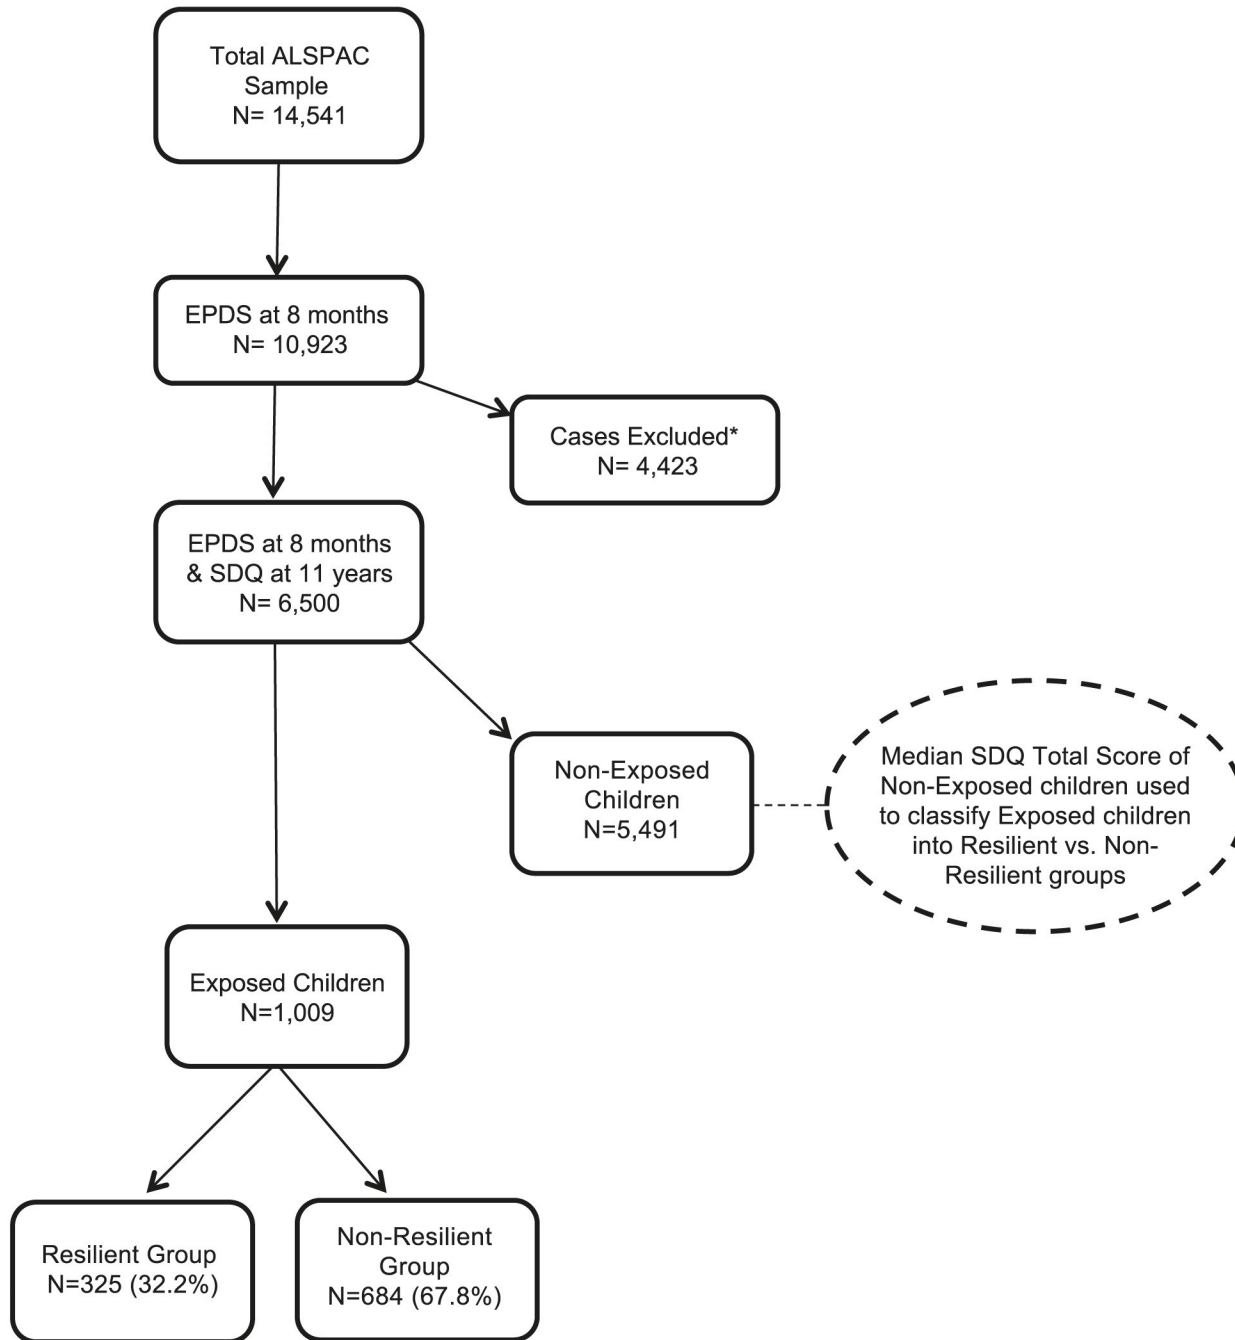 Total ALSPAC
Sample
N= 14,541
EPDS at 8 months
N= 10,923
Cases Excluded*
N= 4,423
EPDS at 8 months
& SDQ at 11 years
N= 6,500
Non-Exposed
Children
N=5,491
Median SDQ Total Score of
Non-Exposed children used
to classify Exposed children
into Resilient vs. Non-
Resilient groups
Exposed Children
N=1,009
Resilient Group
N=325 (32.2%)
Non-Resilient
Group
N=684 (67.8%)